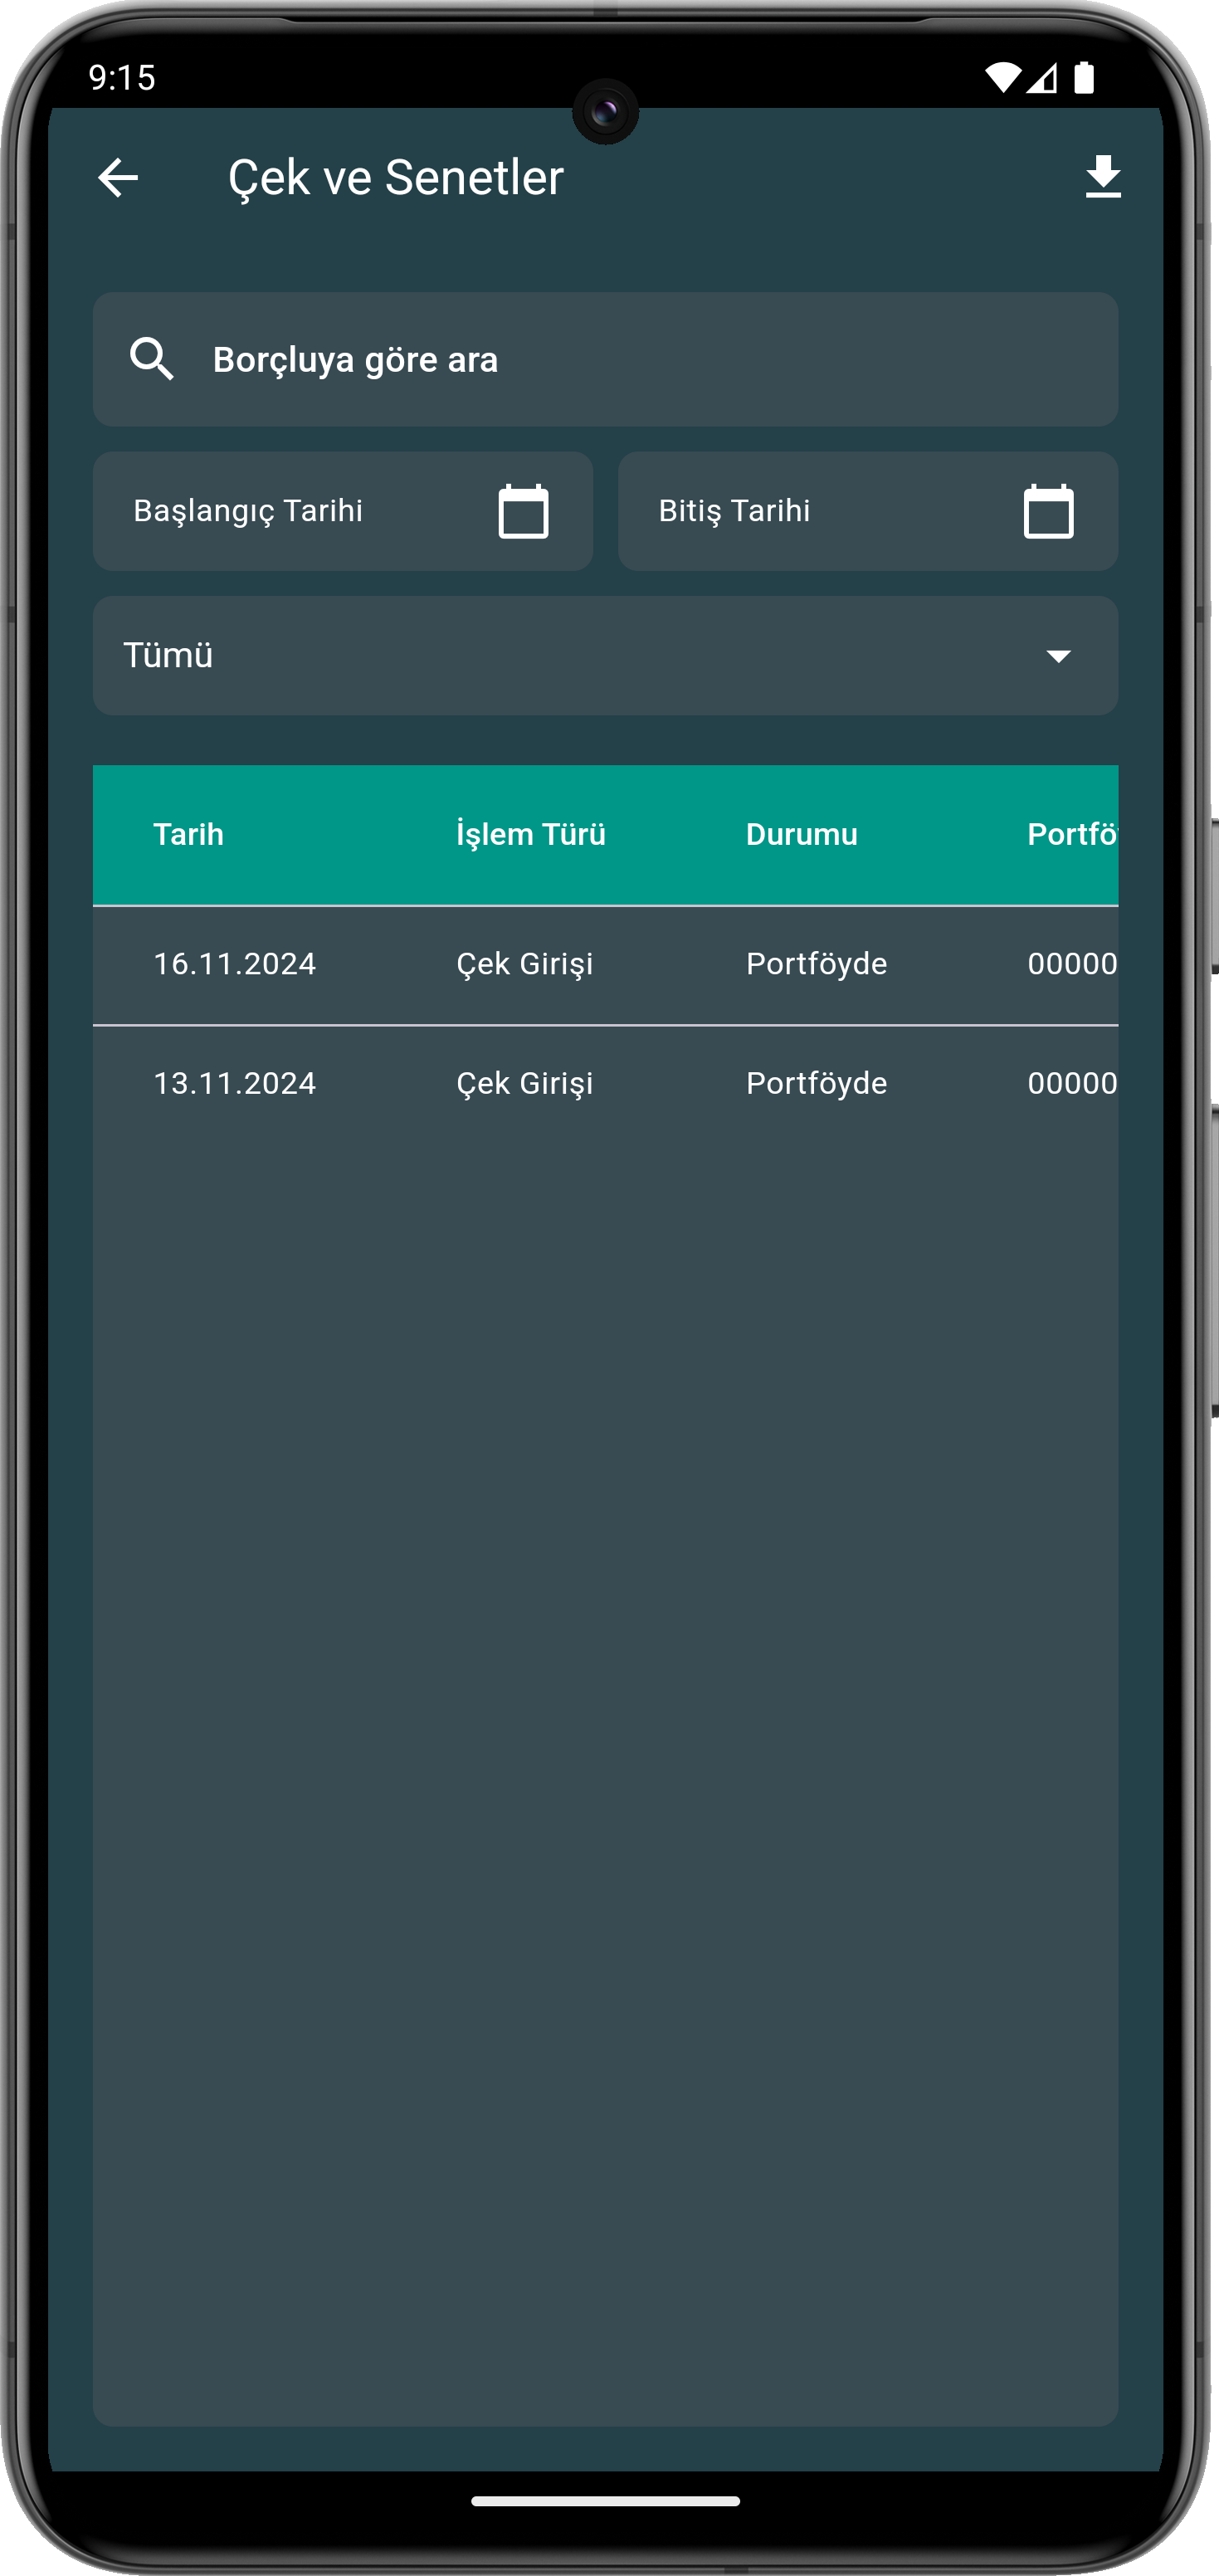 9:15
Çek ve Senetler
Borçluya göre ara
Başlangıç Tarihi Bitiş Tarihi
Tümü
Tarih İşlem Türü Durumu Portfö
16.11.2024 Çek Girişi Portföyde 00000
13.11.2024 Çek Girişi Portföyde 00000